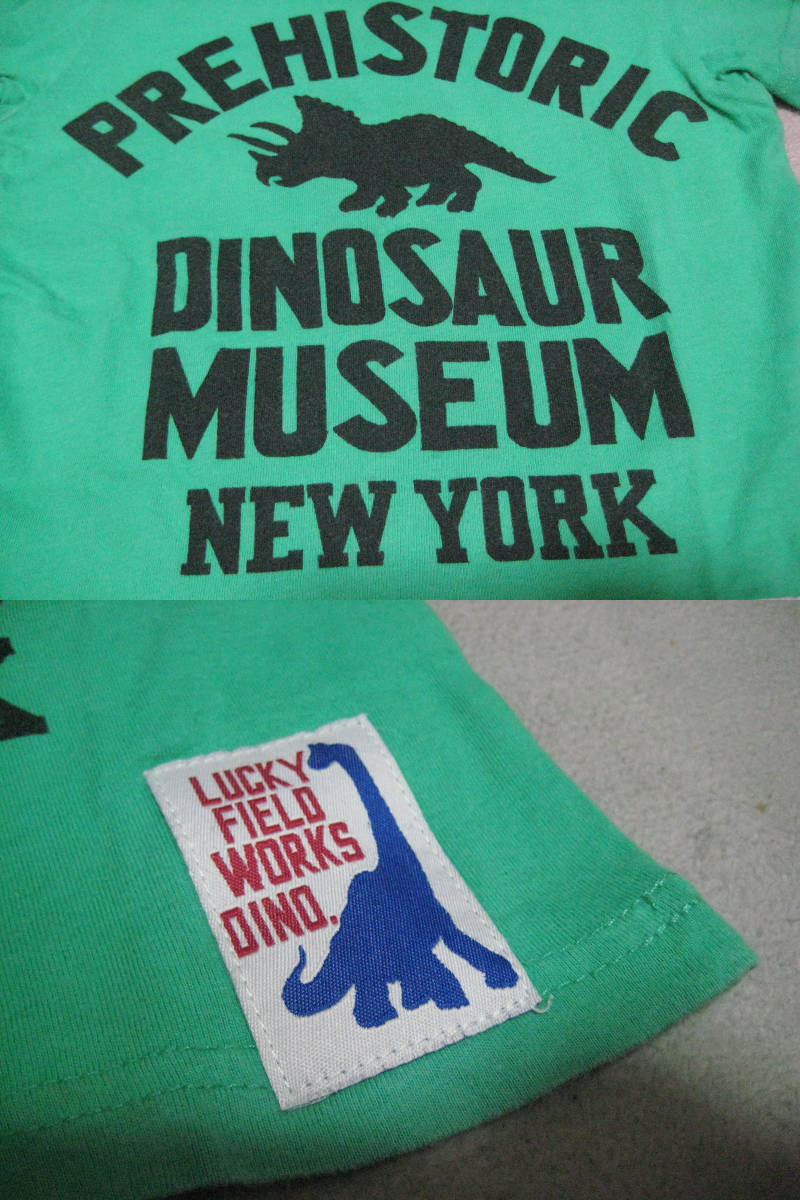 PREHISTORIC
DINOSAUR
MUSEUM
NEW YORK
LUCKY
FIELD
WORKS
DINO.